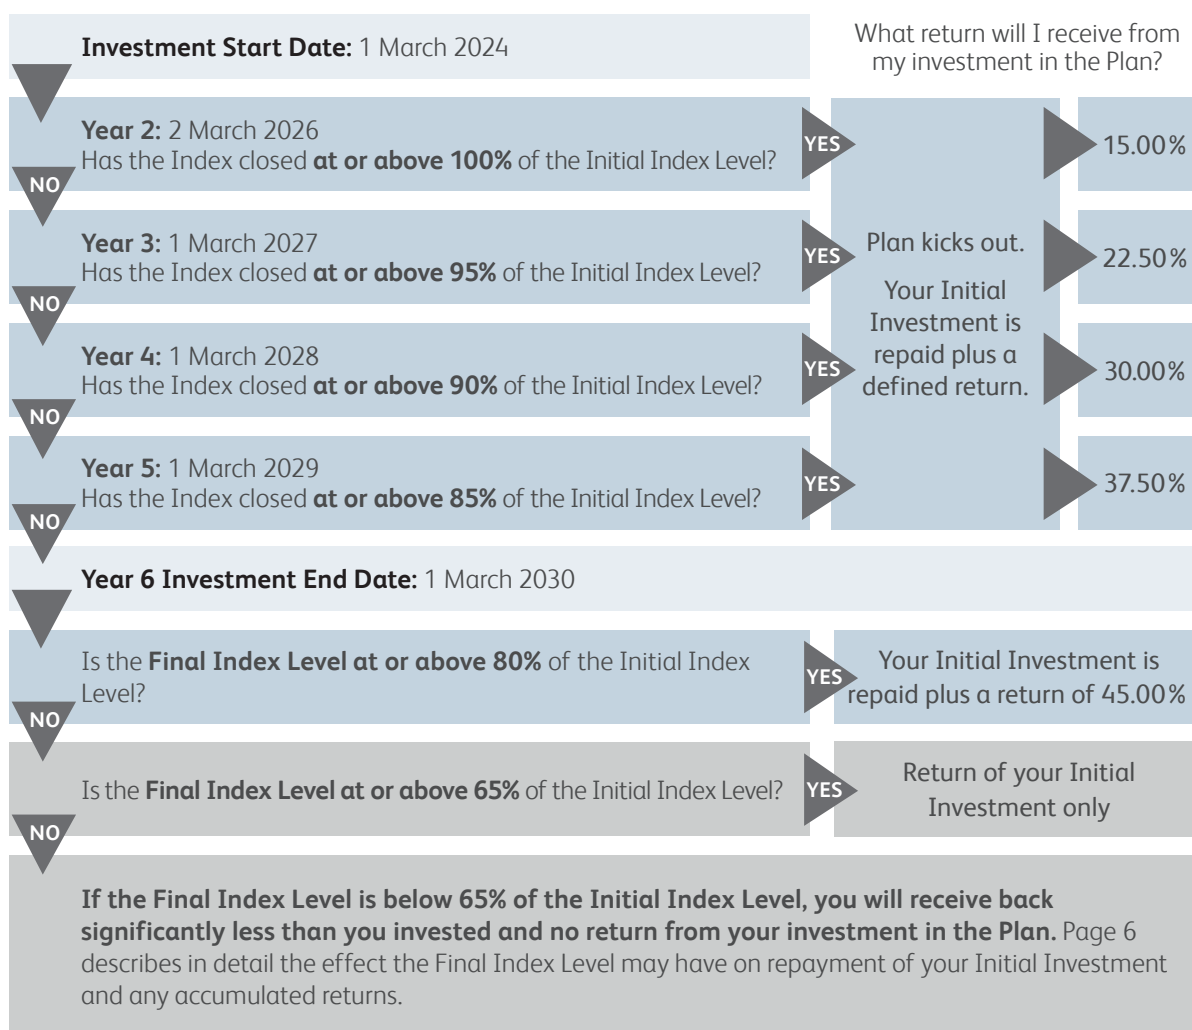 Investment Start Date: 1 March 2024
What return will I receive from
my investment in the Plan?
Year 2: 2 March 2026
Has the Index closed at or above 100% of the Initial Index Level?
YES
15.00%
NO
Year 3: 1 March 2027
Has the Index closed at or above 95% of the Initial Index Level?
YES
22.50%
NO
Plan kicks out.
Your Initial
Investment is
repaid plus a
defined return.
Year 4: 1 March 2028
Has the Index closed at or above 90% of the Initial Index Level?
YES
30.00%
NO
Year 5: 1 March 2029
Has the Index closed at or above 85% of the Initial Index Level?
YES
37.50%
NO
Year 6 Investment End Date: 1 March 2030
Is the Final Index Level at or above 80% of the Initial Index
Level?
YES
Your Initial Investment is
repaid plus a return of 45.00%
NO
Is the Final Index Level at or above 65% of the Initial Index Level?
YES
Return of your Initial
Investment only
NO
If the Final Index Level is below 65% of the Initial Index Level, you will receive back
significantly less than you invested and no return from your investment in the Plan. Page 6
describes in detail the effect the Final Index Level may have on repayment of your Initial Investment
and any accumulated returns.